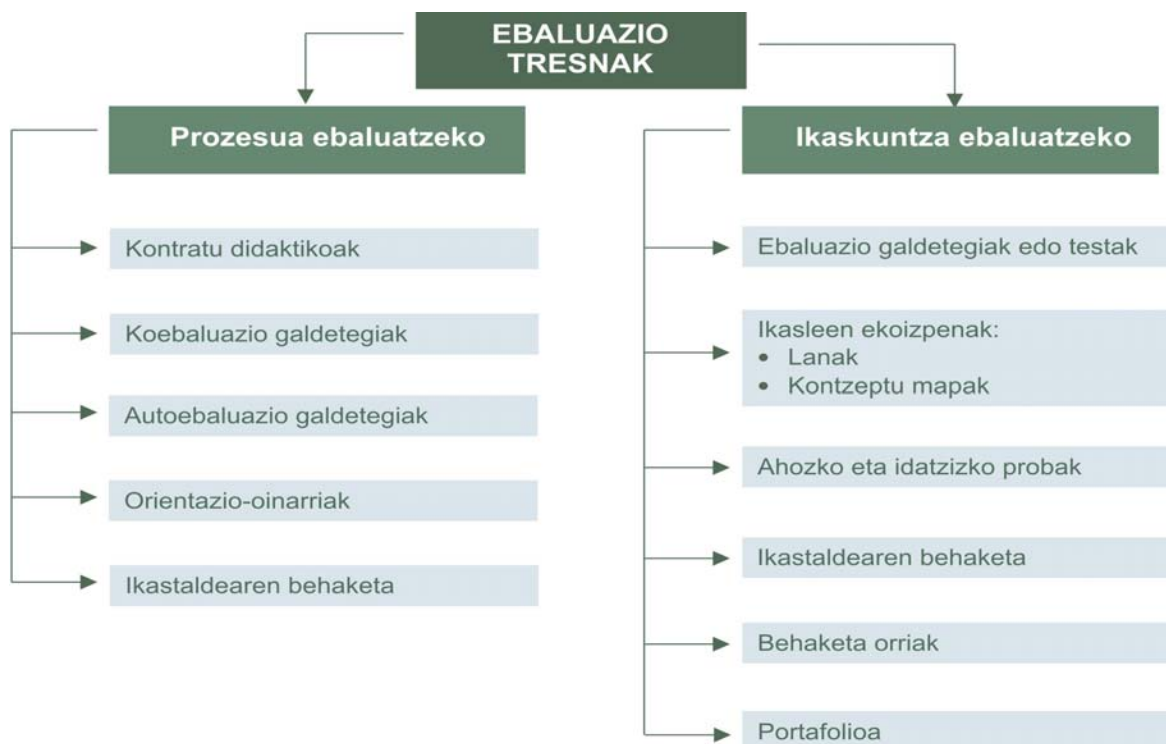 EBALUAZIO
TRESNAK
Prozesua ebaluatzeko
Kontratu didaktikoak
Koebaluazio galdetegiak
Autoebaluazio galdetegiak
Orientazio-oinarriak
Ikastaldearen behaketa
Ikaskuntza ebaluatzeko
Ebaluazio galdetegiak edo testak
Ikasleen ekoizpenak:
• Lanak
• Kontzeptu mapak
Ahozko eta idatzizko probak
Ikastaldearen behaketa
Behaketa orriak
Portafolioa